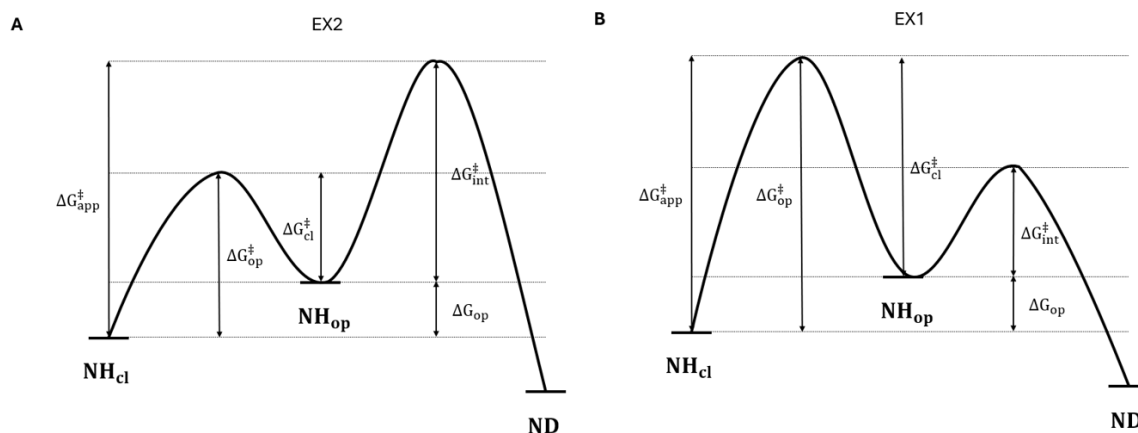 A
EX2
ΔG‡app
ΔG‡op
ΔG‡cl
ΔG‡int
ΔGop
NHcl
NHop
ND
B
EX1
ΔG‡app
ΔG‡op
ΔG‡cl
ΔG‡int
ΔGop
NHcl
NHop
ND